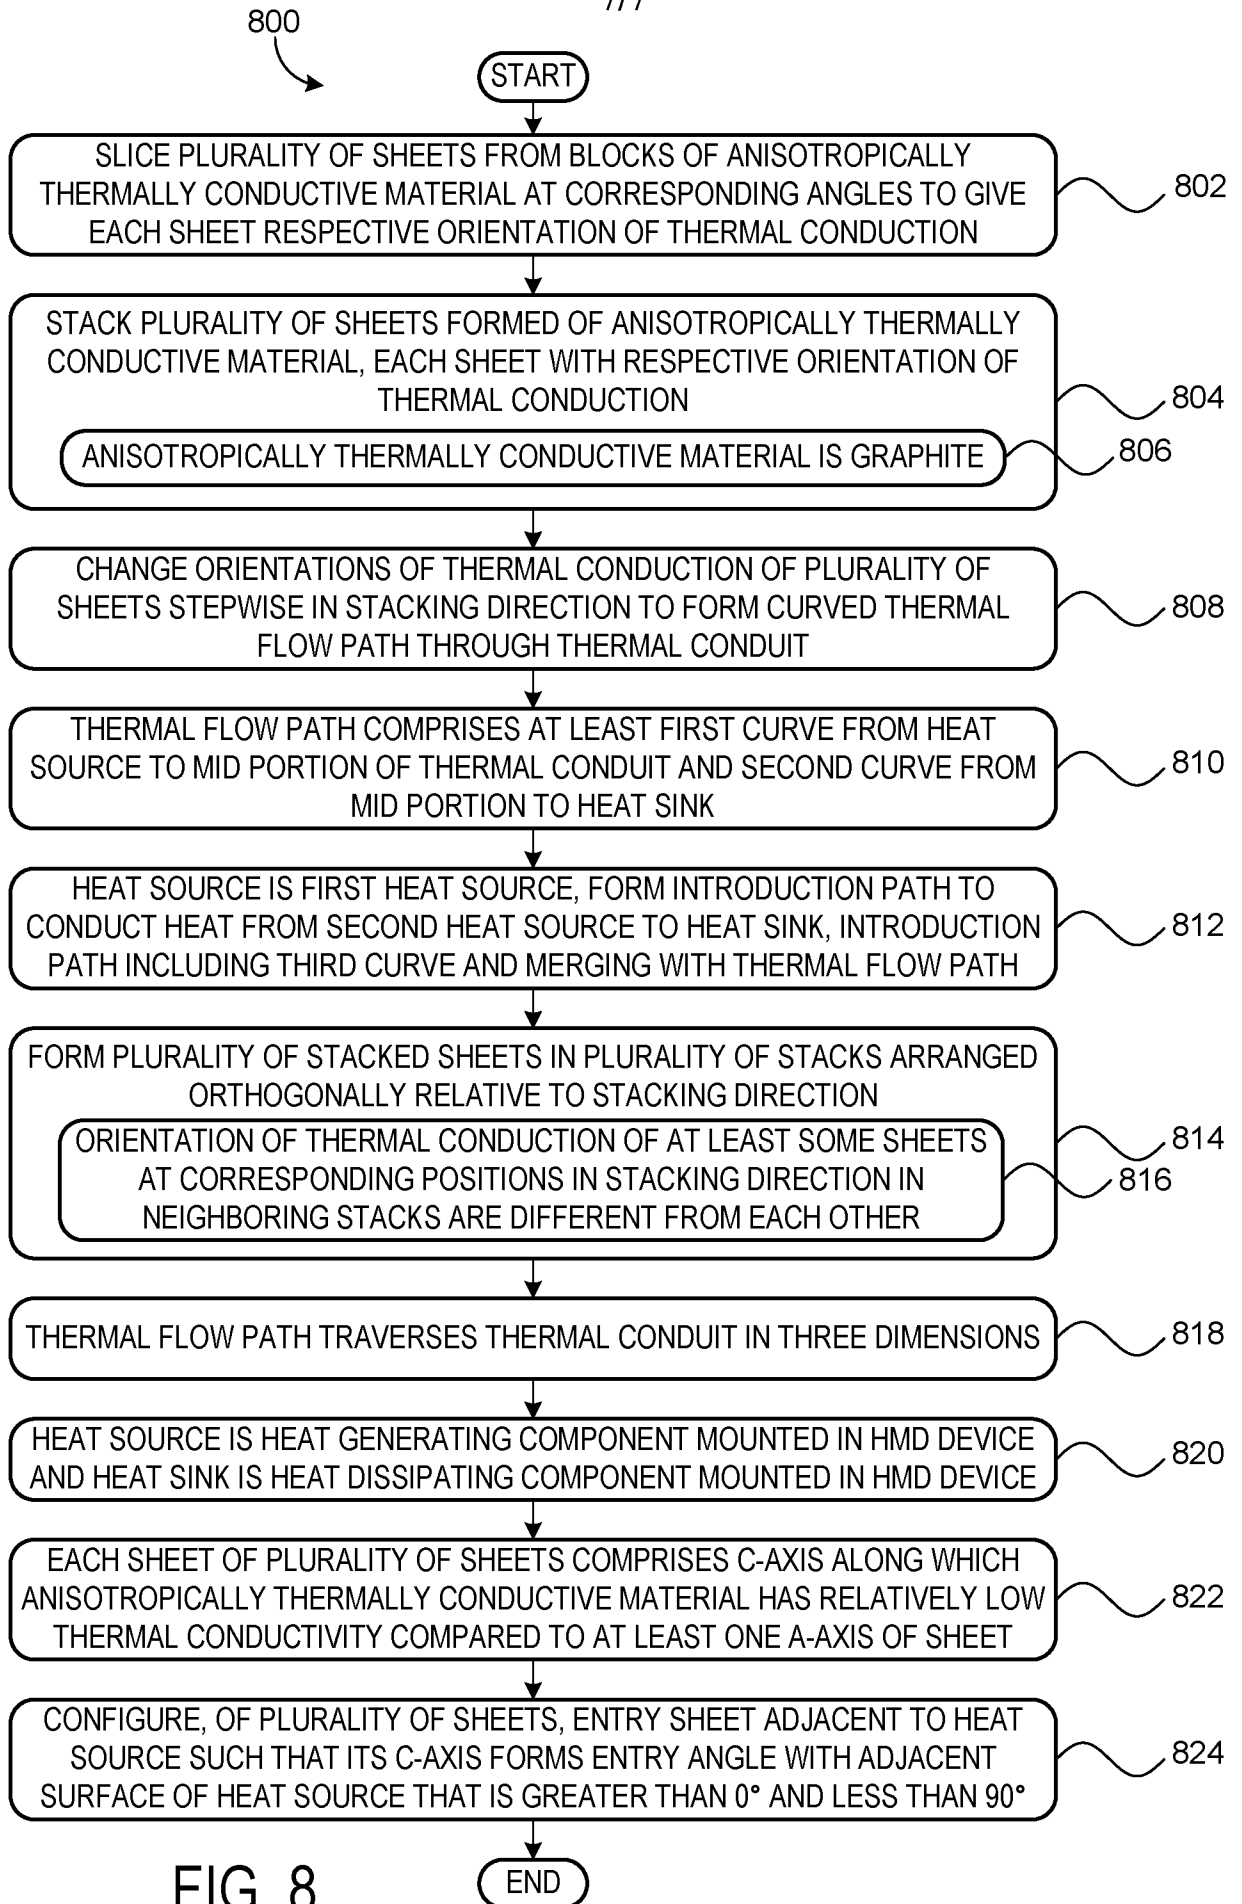 7/7
800
START
SLICE PLURALITY OF SHEETS FROM BLOCKS OF ANISOTROPICALLY
THERMALLY CONDUCTIVE MATERIAL AT CORRESPONDING ANGLES TO GIVE
EACH SHEET RESPECTIVE ORIENTATION OF THERMAL CONDUCTION
802
STACK PLURALITY OF SHEETS FORMED OF ANISOTROPICALLY THERMALLY
CONDUCTIVE MATERIAL, EACH SHEET WITH RESPECTIVE ORIENTATION OF
THERMAL CONDUCTION
804
ANISOTROPICALLY THERMALLY CONDUCTIVE MATERIAL IS GRAPHITE
806
CHANGE ORIENTATIONS OF THERMAL CONDUCTION OF PLURALITY OF
SHEETS STEPWISE IN STACKING DIRECTION TO FORM CURVED THERMAL
FLOW PATH THROUGH THERMAL CONDUIT
808
THERMAL FLOW PATH COMPRISES AT LEAST FIRST CURVE FROM HEAT
SOURCE TO MID PORTION OF THERMAL CONDUIT AND SECOND CURVE FROM
MID PORTION TO HEAT SINK
810
HEAT SOURCE IS FIRST HEAT SOURCE, FORM INTRODUCTION PATH TO
CONDUCT HEAT FROM SECOND HEAT SOURCE TO HEAT SINK, INTRODUCTION
PATH INCLUDING THIRD CURVE AND MERGING WITH THERMAL FLOW PATH
812
FORM PLURALITY OF STACKED SHEETS IN PLURALITY OF STACKS ARRANGED
ORTHOGONALLY RELATIVE TO STACKING DIRECTION
814
ORIENTATION OF THERMAL CONDUCTION OF AT LEAST SOME SHEETS
AT CORRESPONDING POSITIONS IN STACKING DIRECTION IN
NEIGHBORING STACKS ARE DIFFERENT FROM EACH OTHER
816
THERMAL FLOW PATH TRAVERSES THERMAL CONDUIT IN THREE DIMENSIONS
818
HEAT SOURCE IS HEAT GENERATING COMPONENT MOUNTED IN HMD DEVICE
AND HEAT SINK IS HEAT DISSIPATING COMPONENT MOUNTED IN HMD DEVICE
820
EACH SHEET OF PLURALITY OF SHEETS COMPRISES C-AXIS ALONG WHICH
ANISOTROPICALLY THERMALLY CONDUCTIVE MATERIAL HAS RELATIVELY LOW
THERMAL CONDUCTIVITY COMPARED TO AT LEAST ONE A-AXIS OF SHEET
822
CONFIGURE, OF PLURALITY OF SHEETS, ENTRY SHEET ADJACENT TO HEAT
SOURCE SUCH THAT ITS C-AXIS FORMS ENTRY ANGLE WITH ADJACENT
SURFACE OF HEAT SOURCE THAT IS GREATER THAN 0° AND LESS THAN 90°
824
END
FIG. 8